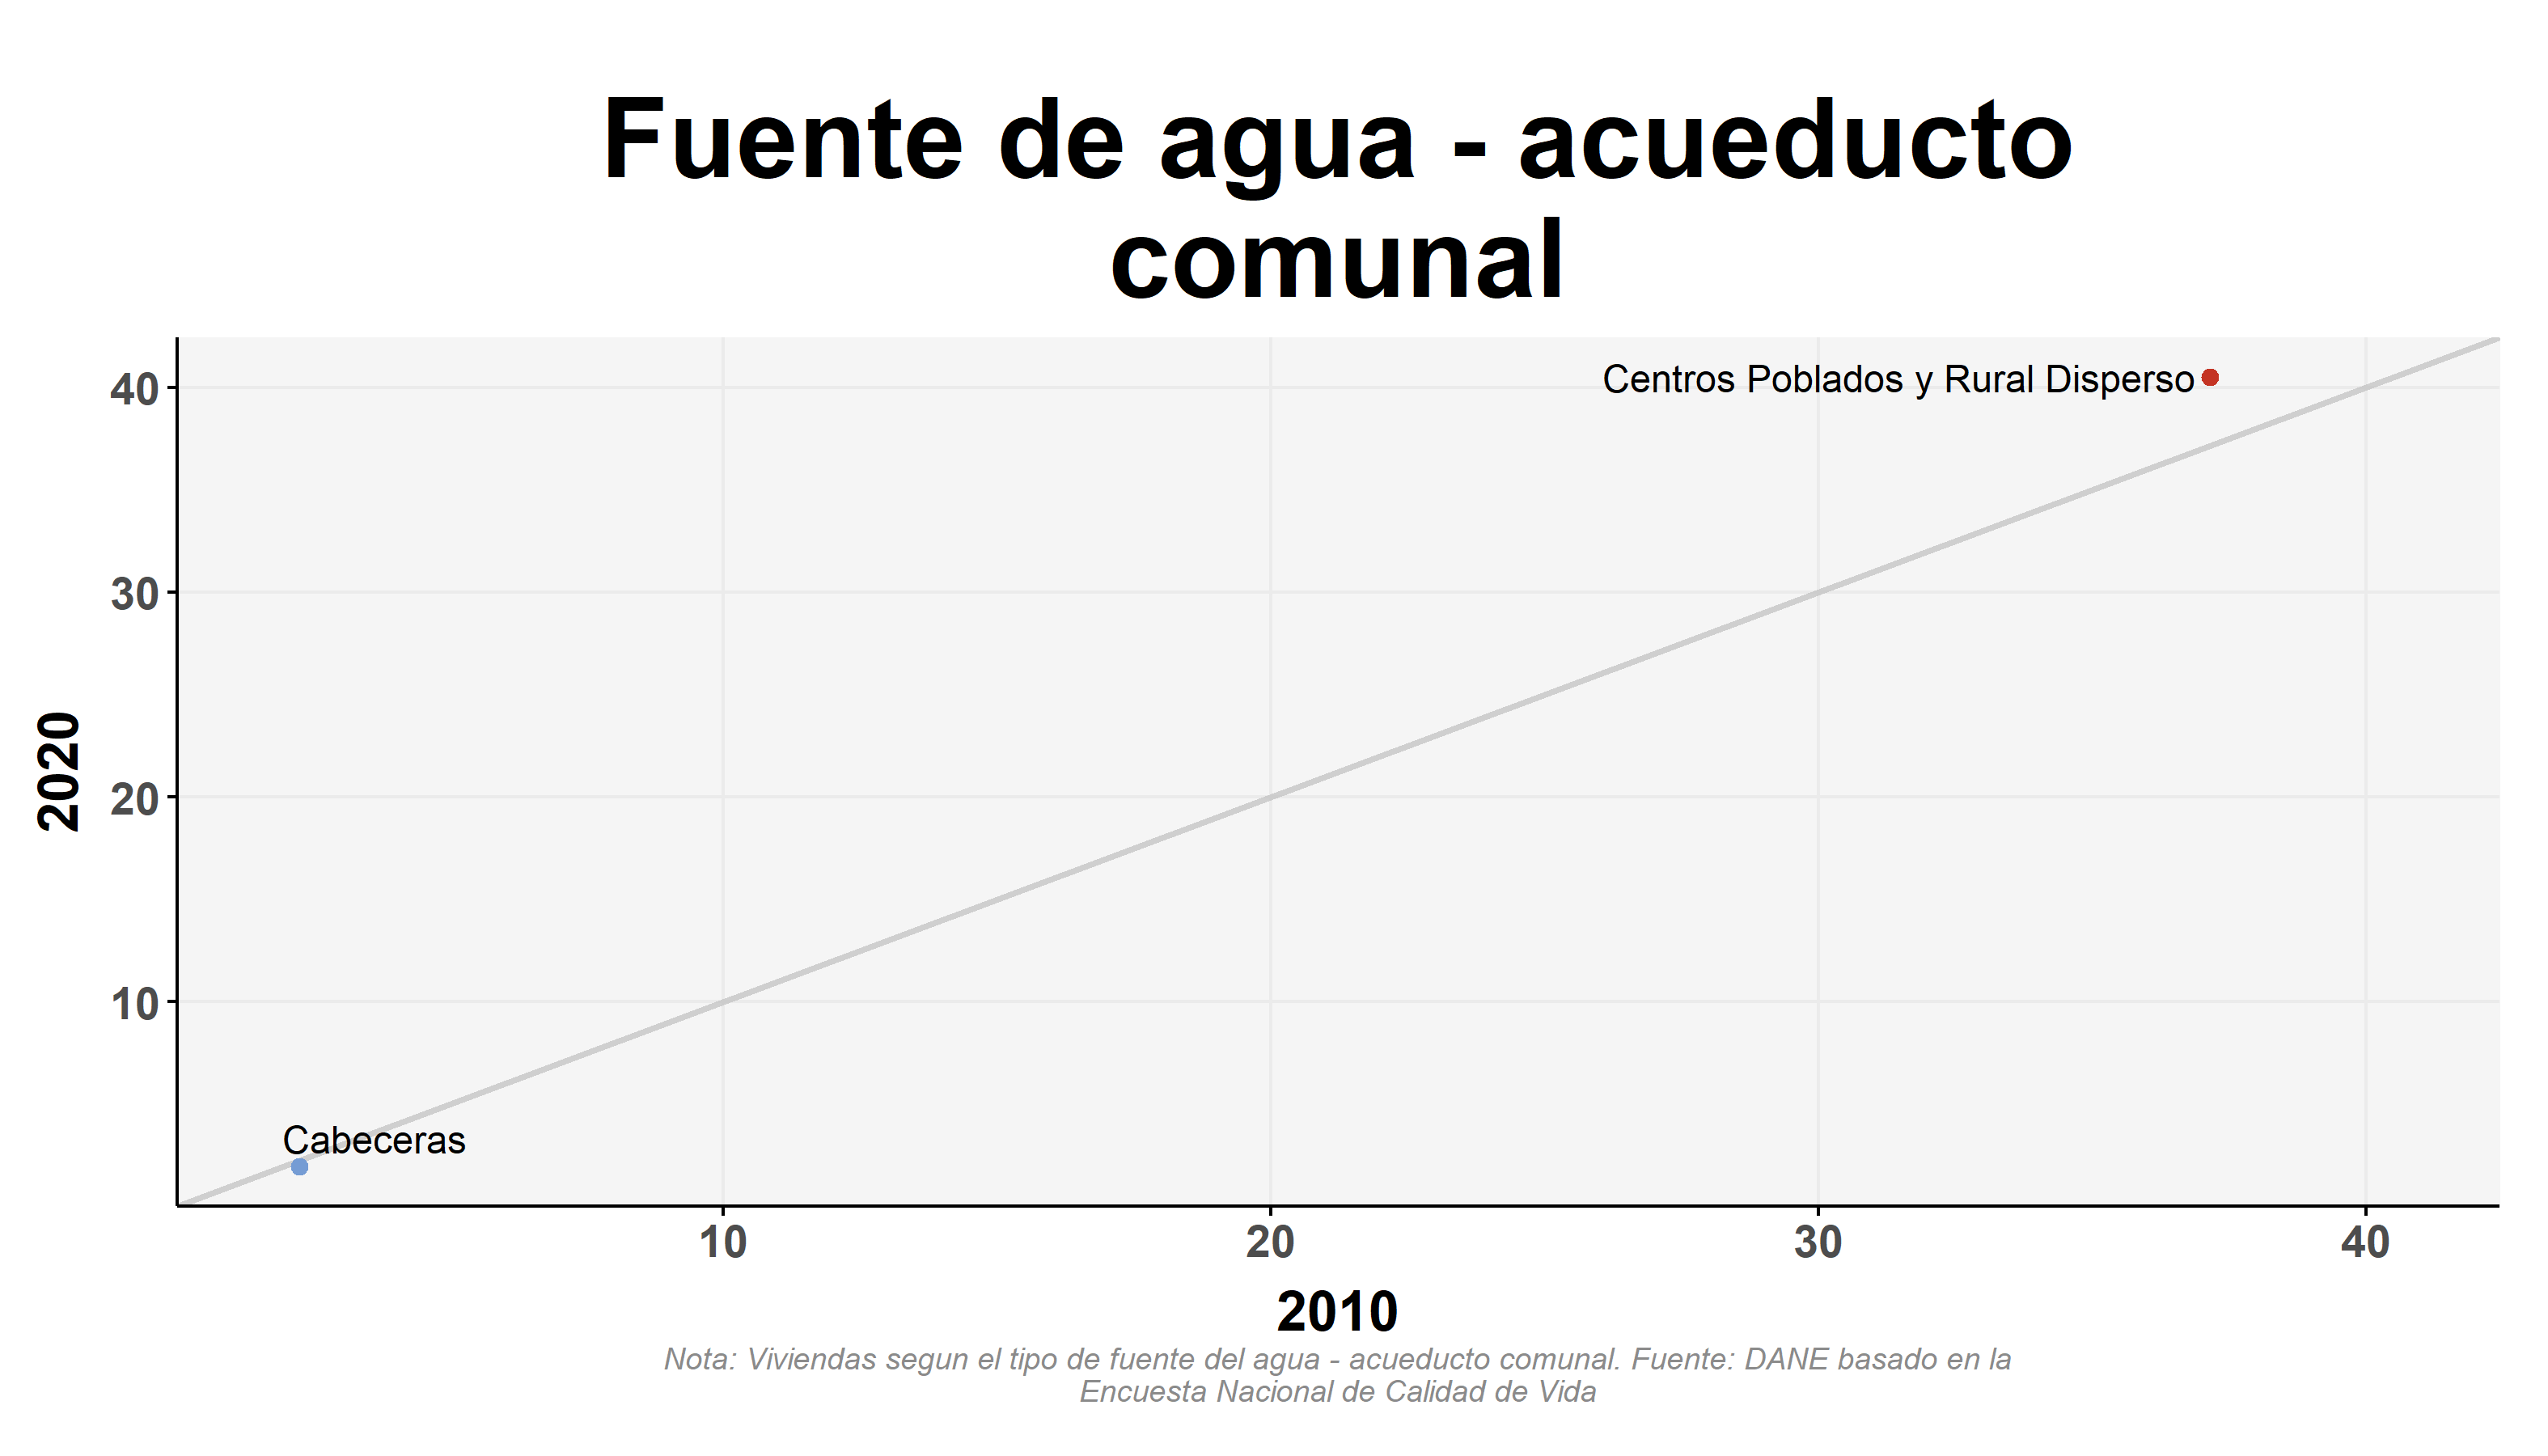 Fuente de agua - acueducto
comunal
Centros Poblados y Rural Disperso
40
30
20
10
2020
Cabeceras
10
20
30
40
2010
Nota: Viviendas segun el tipo de fuente del agua - acueducto comunal. Fuente: DANE basado en la
Encuesta Nacional de Calidad de Vida